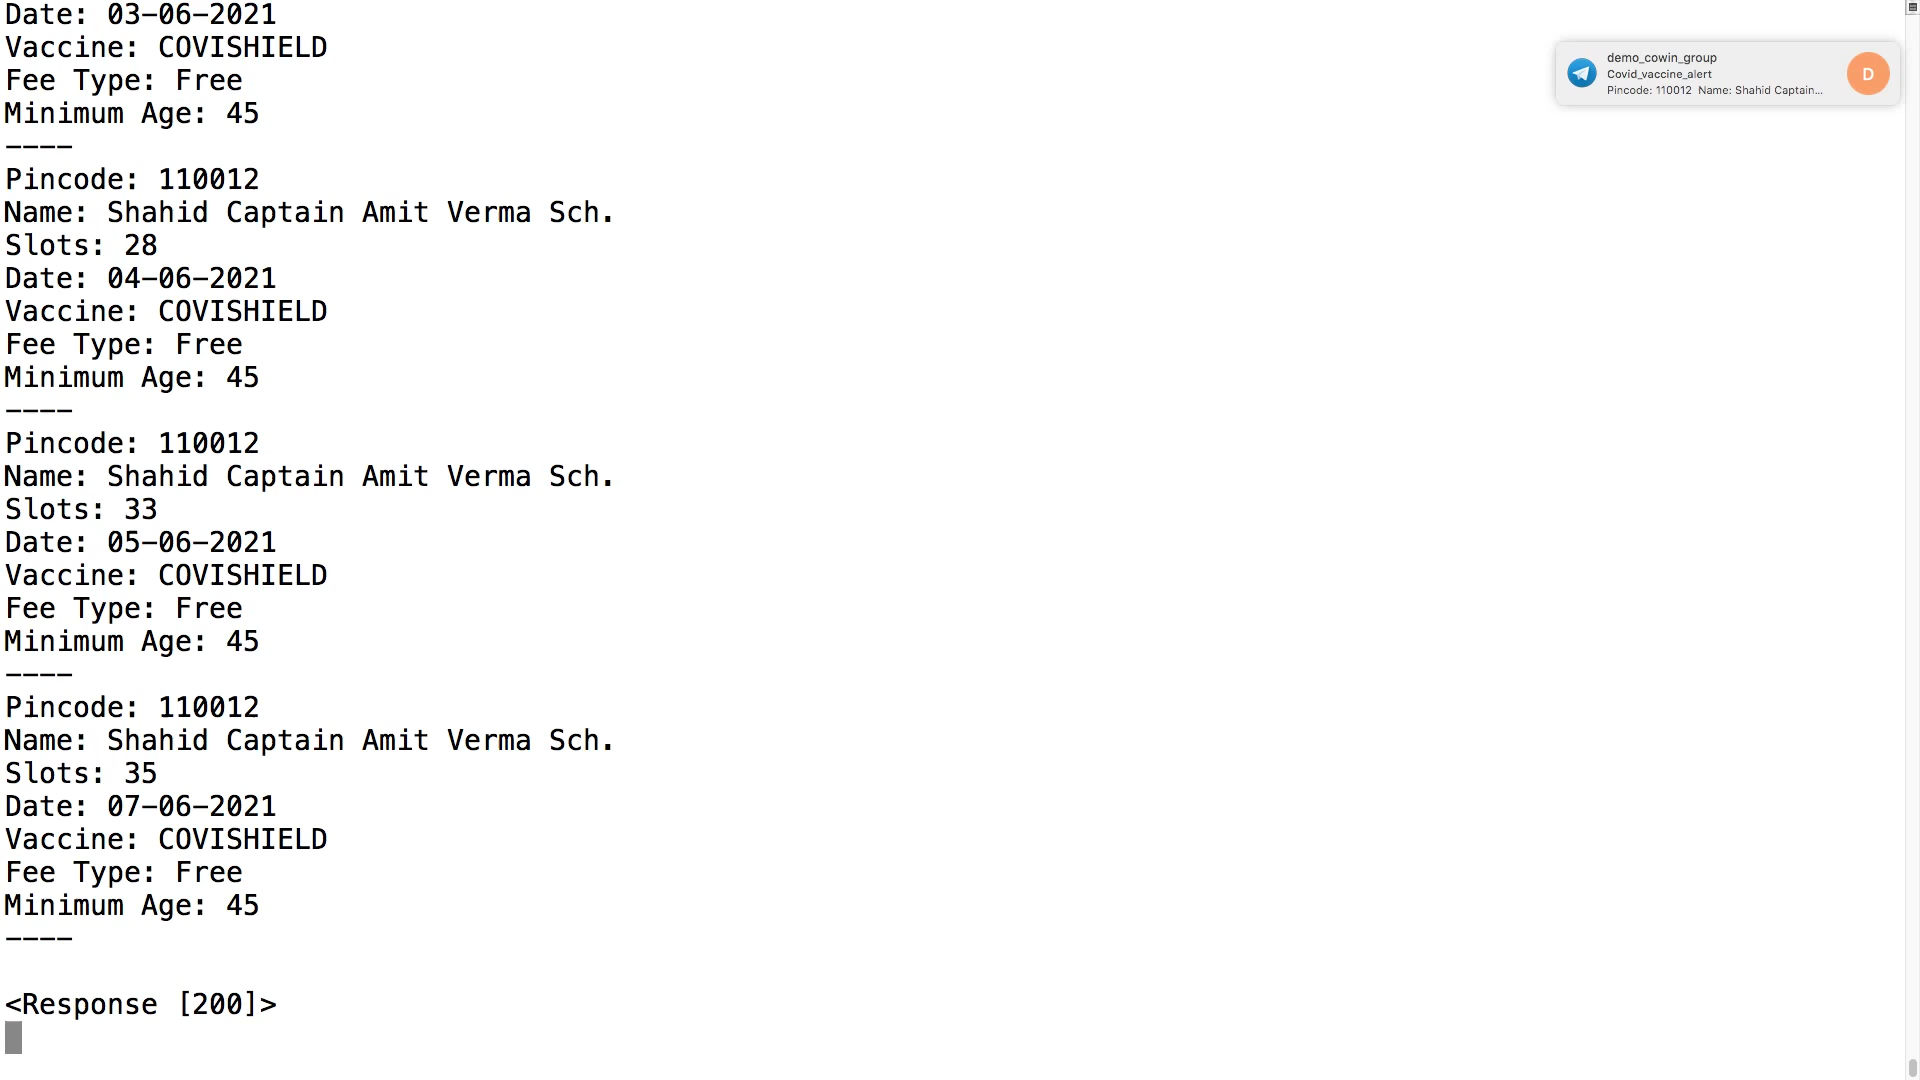 Date: 03-06-2021
Vaccine: COVISHIELD
Fee Type: Free
Minimum Age: 45
----
Pincode: 110012
Name: Shahid Captain Amit Verma Sch.
Slots: 28
Date: 04-06-2021
Vaccine: COVISHIELD
Fee Type: Free
Minimum Age: 45
----
Pincode: 110012
Name: Shahid Captain Amit Verma Sch.
Slots: 33
Date: 05-06-2021
Vaccine: COVISHIELD
Fee Type: Free
Minimum Age: 45
----
Pincode: 110012
Name: Shahid Captain Amit Verma Sch.
Slots: 35
Date: 07-06-2021
Vaccine: COVISHIELD
Fee Type: Free
Minimum Age: 45
----
<Response [200]>
demo_cowin_group
Covid_vaccine_alert
Pincode: 110012 Name: Shahid Captain...
D